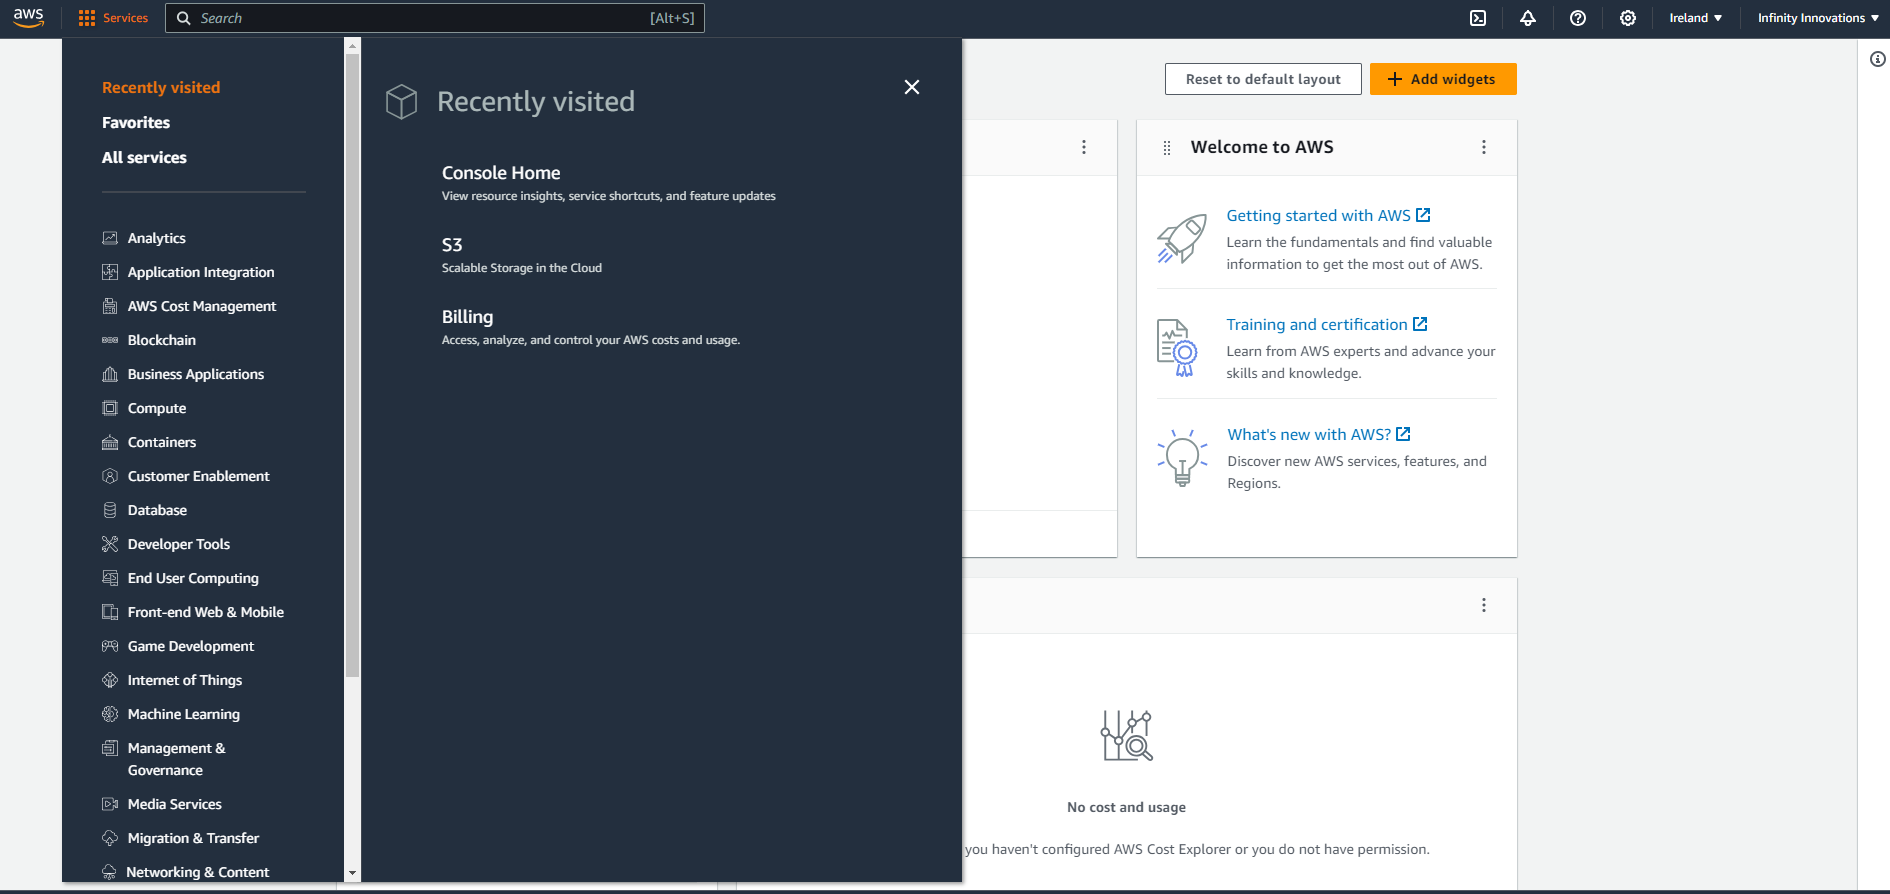 aws
Services
Search
[Alt+S]
Ireland
Infinity Innovations
Recently visited
Favorites
All services
Analytics
Application Integration
AWS Cost Management
Blockchain
Business Applications
Compute
Containers
Customer Enablement
Database
Developer Tools
End User Computing
Front-end Web & Mobile
Game Development
Internet of Things
Machine Learning
Management &
Governance
Media Services
Migration & Transfer
Networking & Content
Recently visited
Console Home
View resource insights, service shortcuts, and feature updates
S3
Scalable Storage in the Cloud
Billing
Access, analyze, and control your AWS costs and usage.
Reset to default layout
Add widgets
Welcome to AWS
Getting started with AWS
Learn the fundamentals and find valuable
information to get the most out of AWS.
Training and certification
Learn from AWS experts and advance your
skills and knowledge.
What's new with AWS?
Discover new AWS services, features, and
Regions.
No cost and usage
you haven't configured AWS Cost Explorer or you do not have permission.